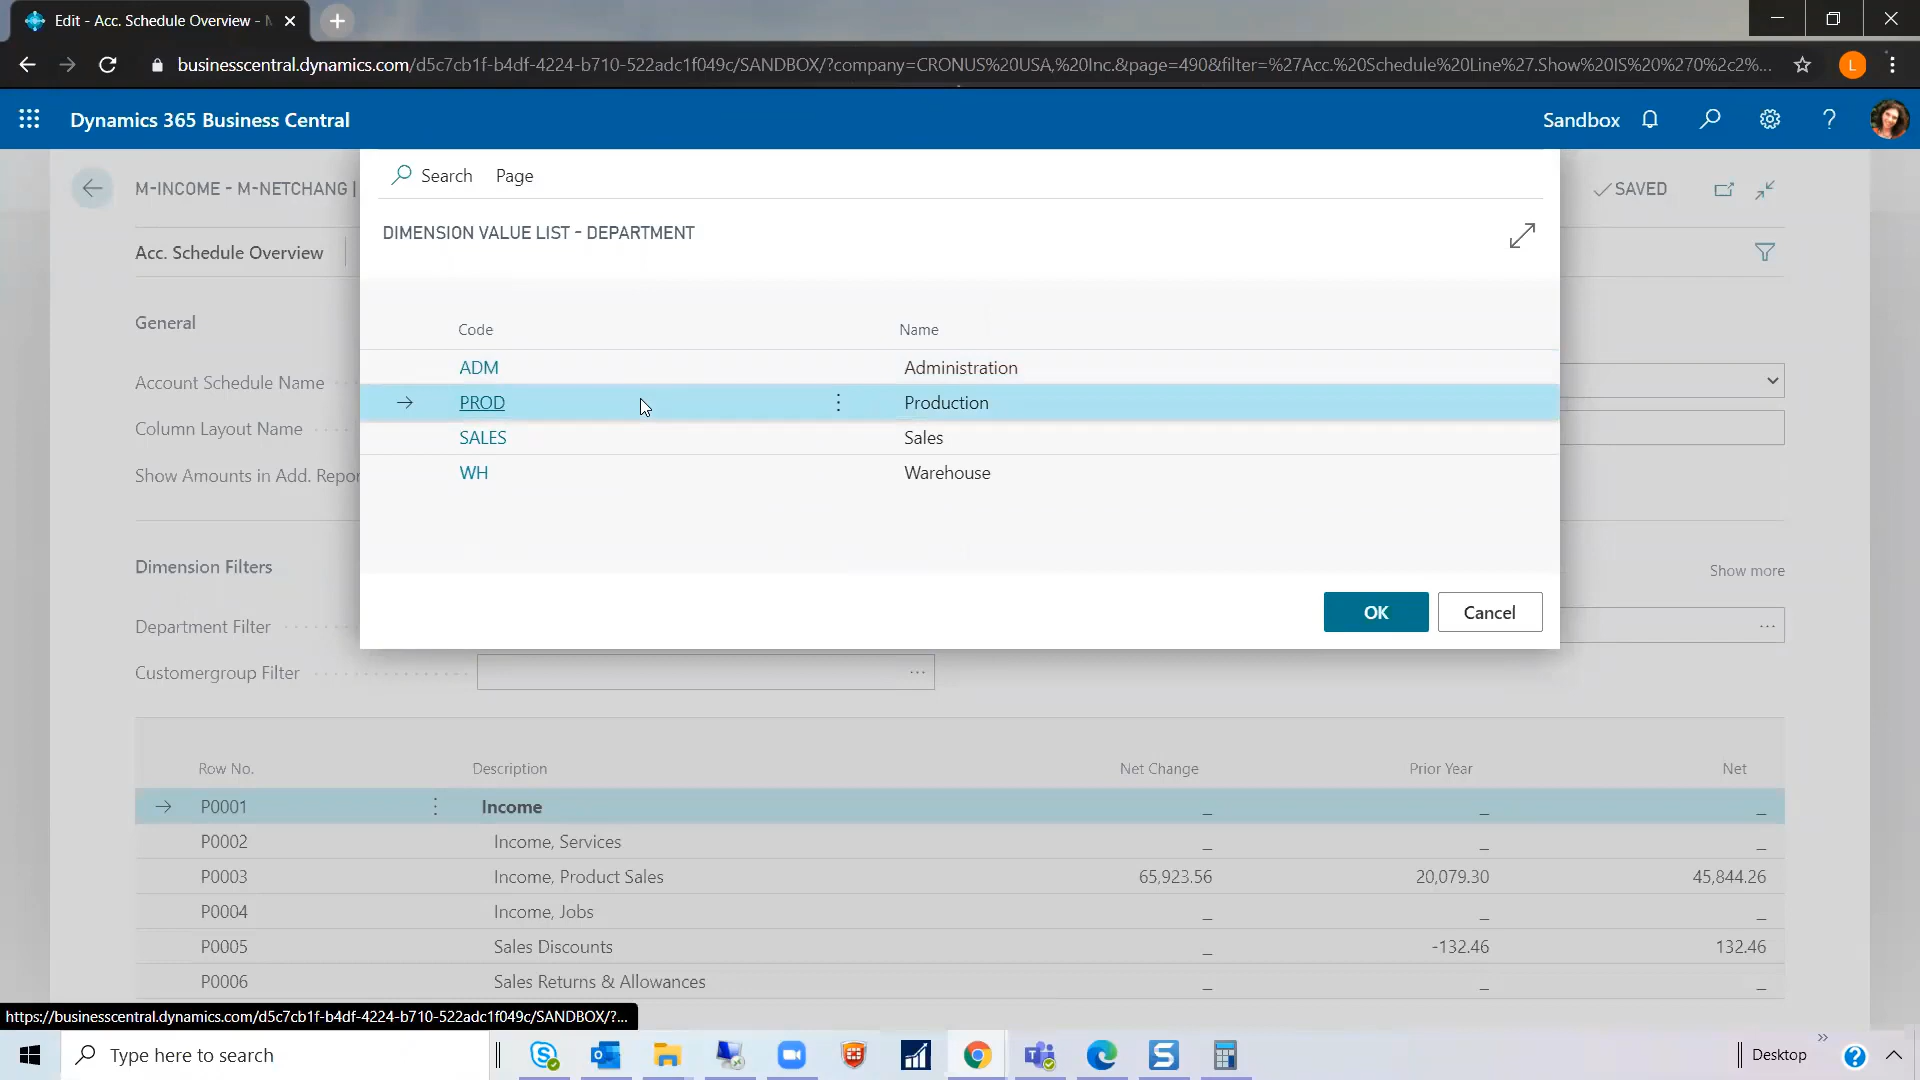 Edit - Acc. Schedule Overview - M
businesscentral.dynamics.com/d5c7cb1f-b4df-4224-b710-522adc1f049c/SANDBOX/?company=CRONUS%20USA,%20Inc.&page=490&filter=%27Acc.%20Schedule%20Line%27.Show%20IS%20%270%2c2%...
L
Dynamics 365 Business Central
Sandbox
M-INCOME - M-NETCHANG |
SAVED
Search Page
DIMENSION VALUE LIST - DEPARTMENT
Acc. Schedule Overview
General
Code Name
ADM Administration
PROD Production
SALES Sales
WH Warehouse
Account Schedule Name
Column Layout Name
Show Amounts in Add. Repor
OK
Cancel
Dimension Filters
Show more
Department Filter
Customergroup Filter
Row No. Description Net Change Prior Year Net
P0001 Income _ _ _
P0002 Income, Services _ _ _
P0003 Income, Product Sales 65,923.56 20,079.30 45,844.26
P0004 Income, Jobs _ _ _
P0005 Sales Discounts _ -132.46 132.46
P0006 Sales Returns & Allowances _ _ _
https://businesscentral.dynamics.com/d5c7cb1f-b4df-4224-b710-522adc1f049c/SANDBOX/?...
Type here to search
Desktop